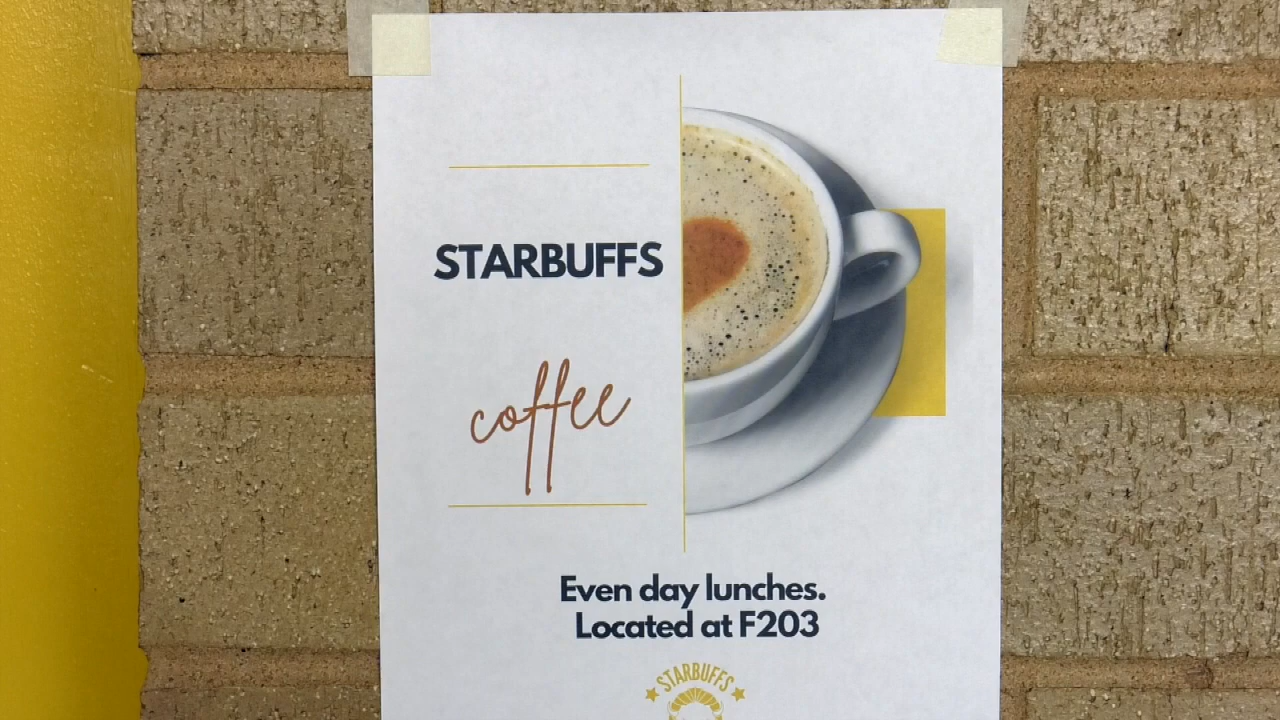 STARBUFFS
coffee
Even day lunches.
Located at F203
STARBUFFS